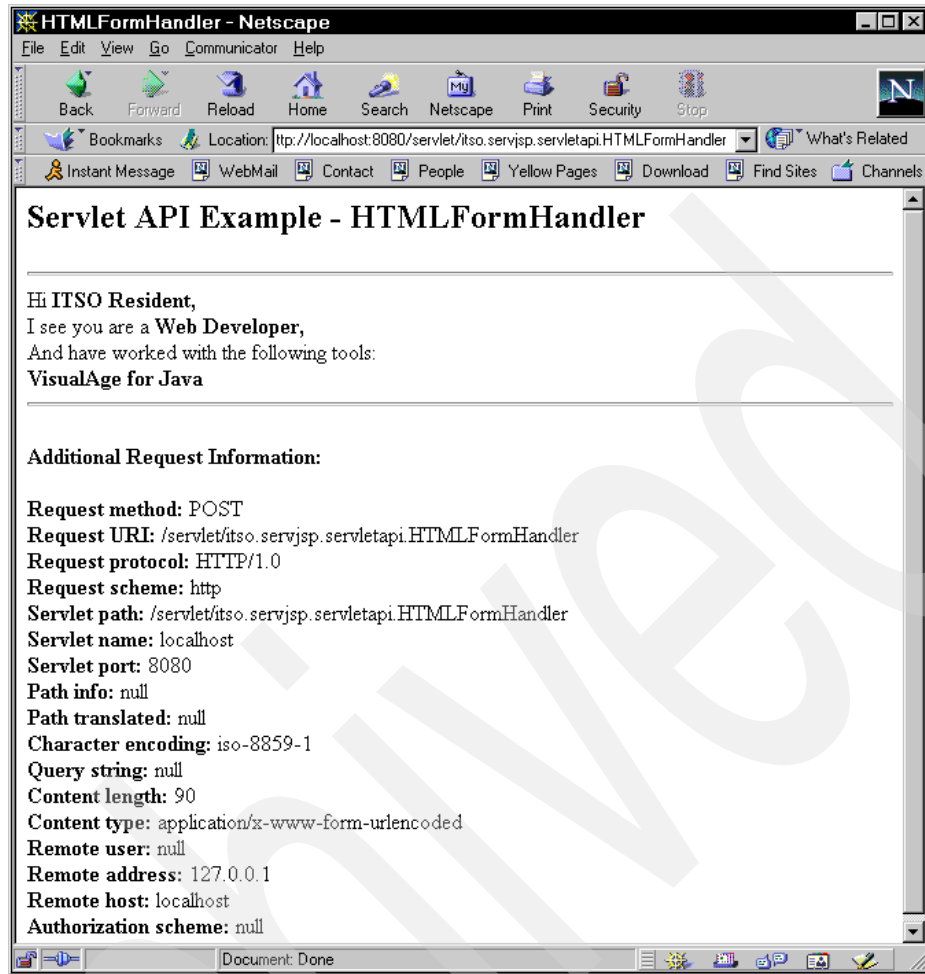 HTMLFormHandler - Netscape
File Edit View Go Communicator Help
Back Forward Reload Home Search Netscape Print Security Stop
My
N
Bookmarks Location: ttp://localhost:8080/servlet/itso.servjsp.servletapi.HTMLFormHandler What's Related
Instant Message WebMail Contact People Yellow Pages Download Find Sites Channels
Servlet API Example - HTMLFormHandler
Hi ITSO Resident,
I see you are a Web Developer,
And have worked with the following tools:
VisualAge for Java
Additional Request Information:
Request method: POST
Request URI: /servlet/itso.servjsp.servletapi.HTMLFormHandler
Request protocol: HTTP/1.0
Request scheme: http
Servlet path: /servlet/itso.servjsp.servletapi.HTMLFormHandler
Servlet name: localhost
Servlet port: 8080
Path info: null
Path translated: null
Character encoding: iso-8859-1
Query string: null
Content length: 90
Content type: application/x-www-form-urlencoded
Remote user: null
Remote address: 127.0.0.1
Remote host: localhost
Authorization scheme: null
Document: Done